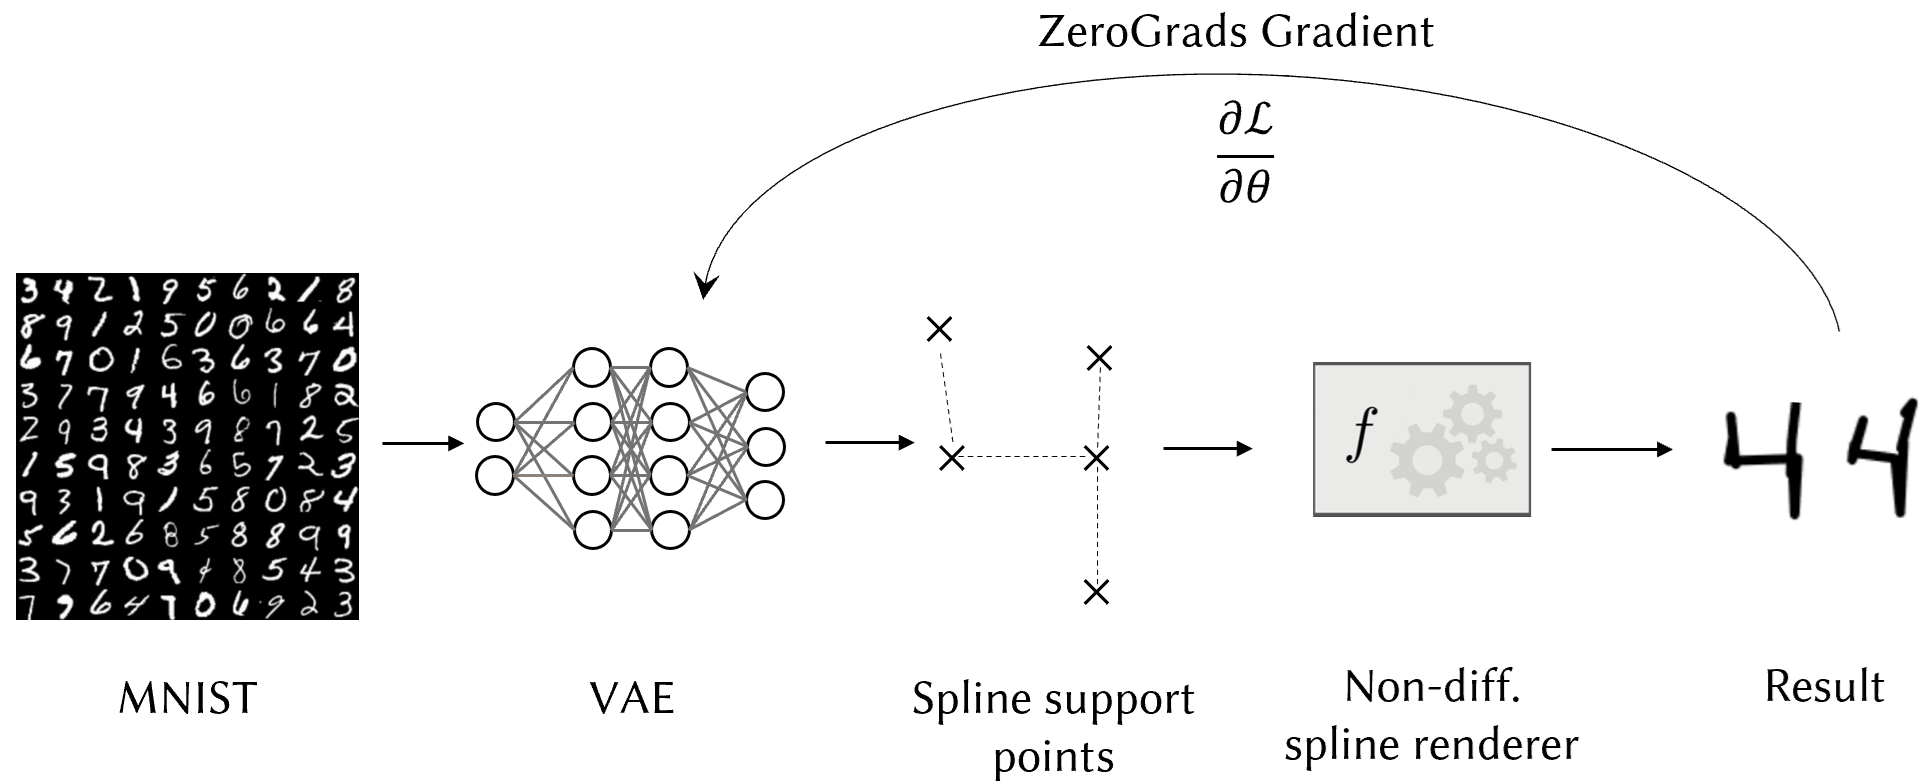 ZeroGrads Gradient
∂ℒ
∂θ
3 4 2 1 9 5 6 2 1 8
8 9 1 2 5 0 0 6 6 4
6 7 0 1 6 3 6 3 7 0
3 7 7 9 4 6 6 1 8 2
2 9 3 4 3 9 8 7 2 5
1 5 9 8 3 6 5 7 2 3
9 3 1 9 1 5 8 0 8 4
5 6 2 6 8 5 8 8 9 9
3 7 7 0 9 4 8 5 4 3
7 9 6 4 7 0 6 9 2 3
f
4 4
MNIST
VAE
Spline support
points
Non-diff.
spline renderer
Result